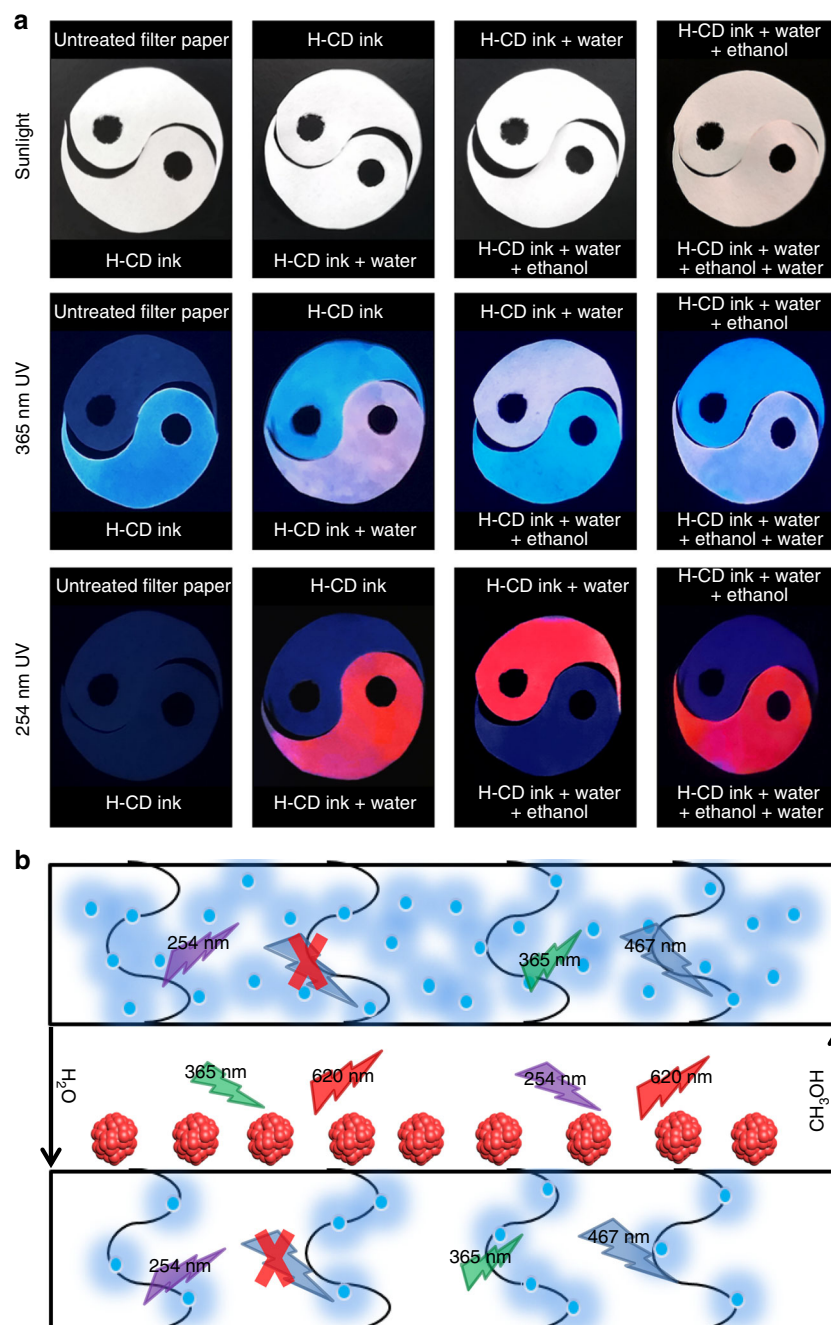 a
Untreated filter paper
H-CD ink
H-CD ink + water
H-CD ink + water
+ ethanol
Sunlight
H-CD ink
H-CD ink + water
H-CD ink + water
+ ethanol
H-CD ink + water
+ ethanol + water
Untreated filter paper
H-CD ink
H-CD ink + water
H-CD ink + water
+ ethanol
365 nm UV
H-CD ink
H-CD ink + water
H-CD ink + water
+ ethanol
H-CD ink + water
+ ethanol + water
Untreated filter paper
H-CD ink
H-CD ink + water
H-CD ink + water
+ ethanol
254 nm UV
H-CD ink
H-CD ink + water
H-CD ink + water
+ ethanol
H-CD ink + water
+ ethanol + water
b
254 nm
365 nm
467 nm
O2H
365 nm
620 nm
254 nm
620 nm
CH3OH
254 nm
365 nm
467 nm